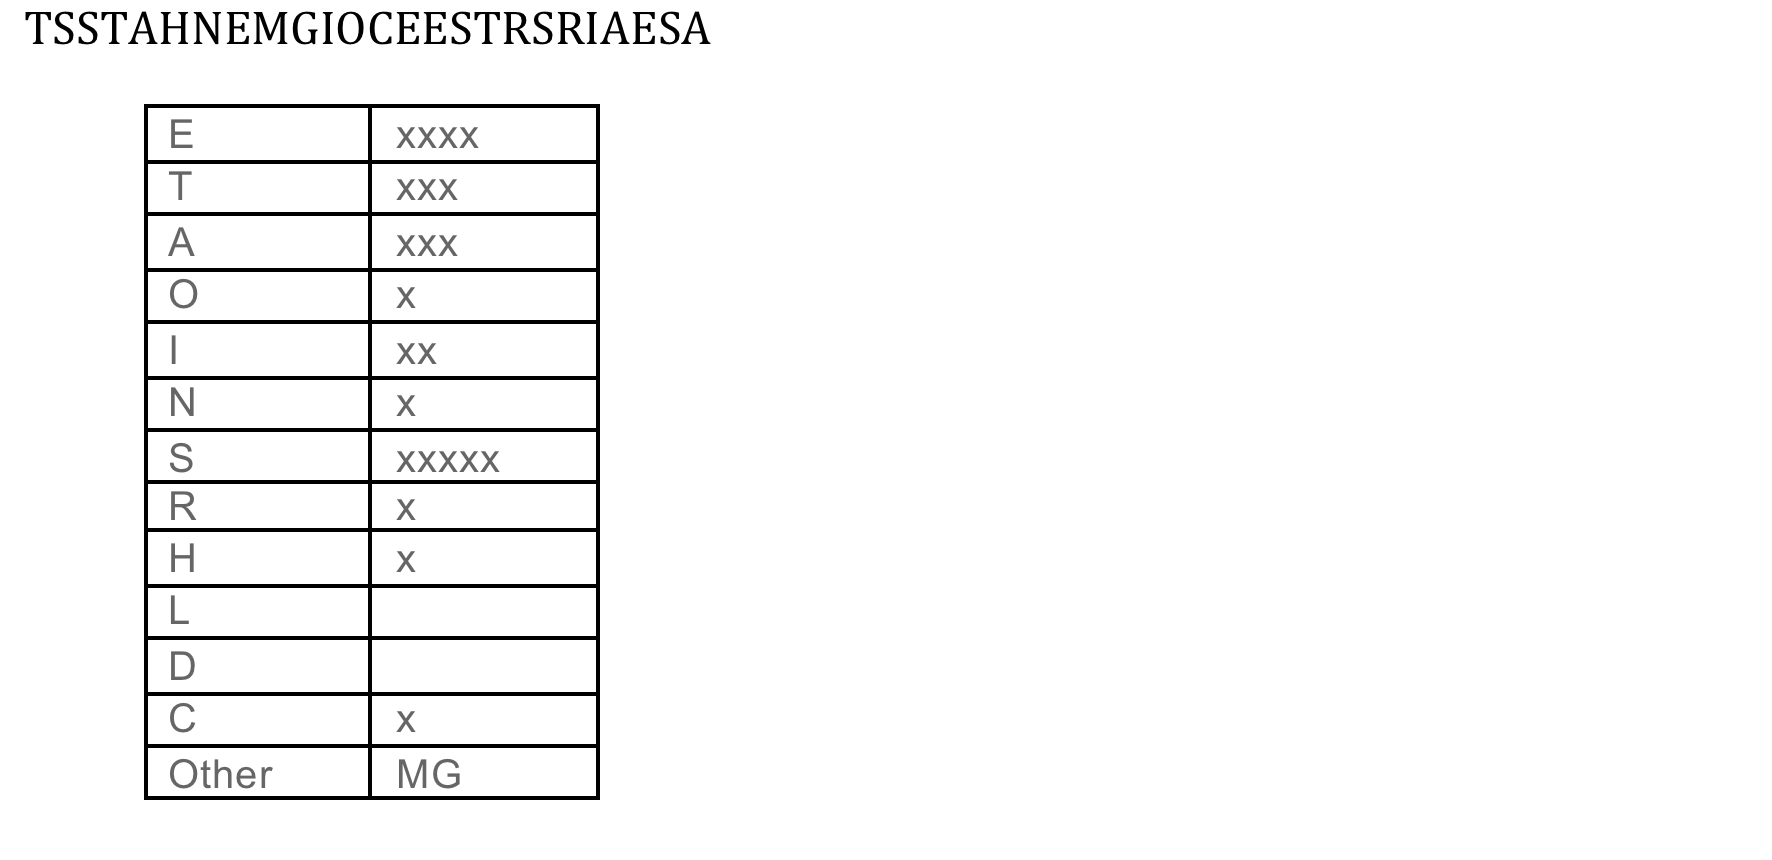 TSSTAHNEMGIOCEESTRSRIAESA
E xxxx
T xxx
A xxx
O x
I xx
N x
S xxxxx
R x
H x
L
D
C x
Other MG